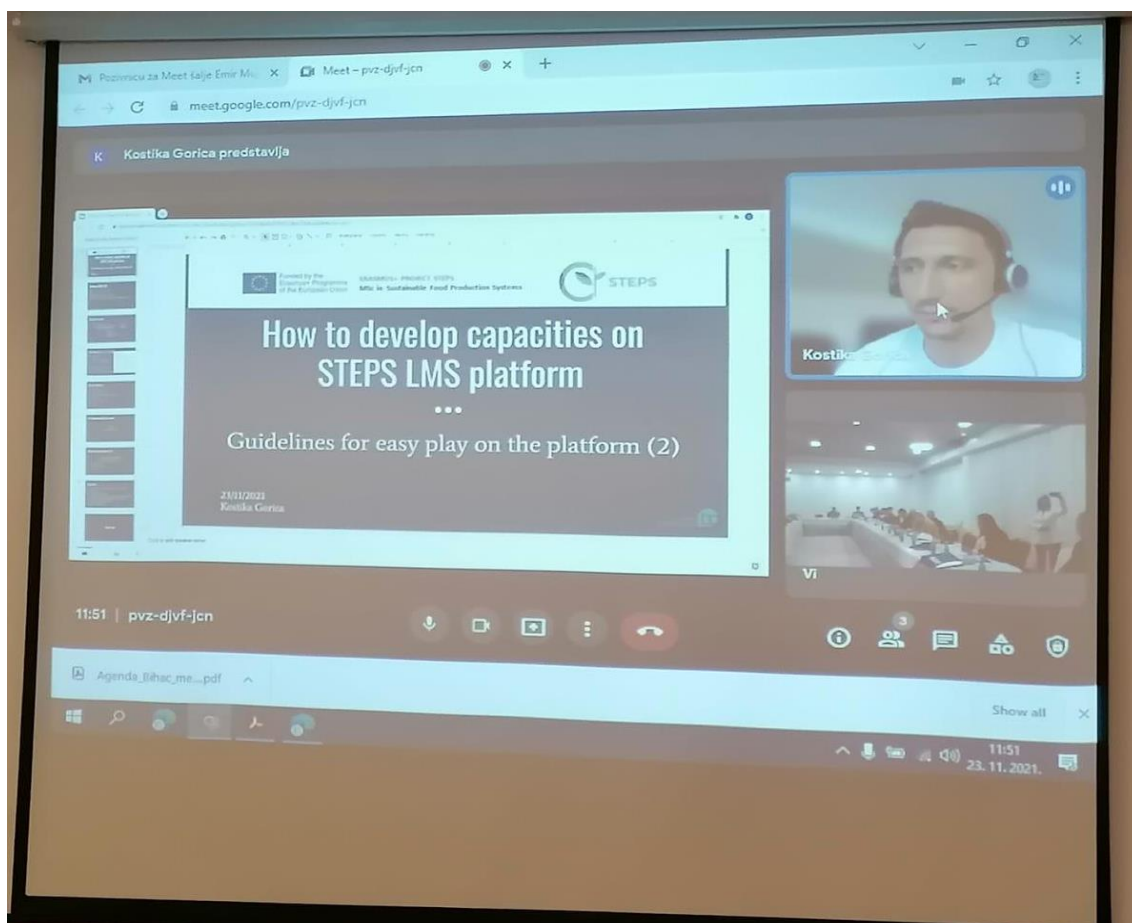 Pozivnicu za Meet šalje Emir Mu
Meet – pvz-djvf-jcn
meet.google.com/pvz-djvf-jcn
K Kostika Gorica predstavlja
Funded by the
Erasmus+ Programme
of the European Union
ERASMUS+ PROJECT STEPS
MSc in Sustainable Food Production Systems
STEPS
How to develop capacities on
STEPS LMS platform
Guidelines for easy play on the platform (2)
23/11/2021
Kostika Gorica
Kostika
Vi
11:51 | pvz-djvf-jcn
3
Agenda_Bihac_me....pdf
Show all
11:51
23. 11. 2021.